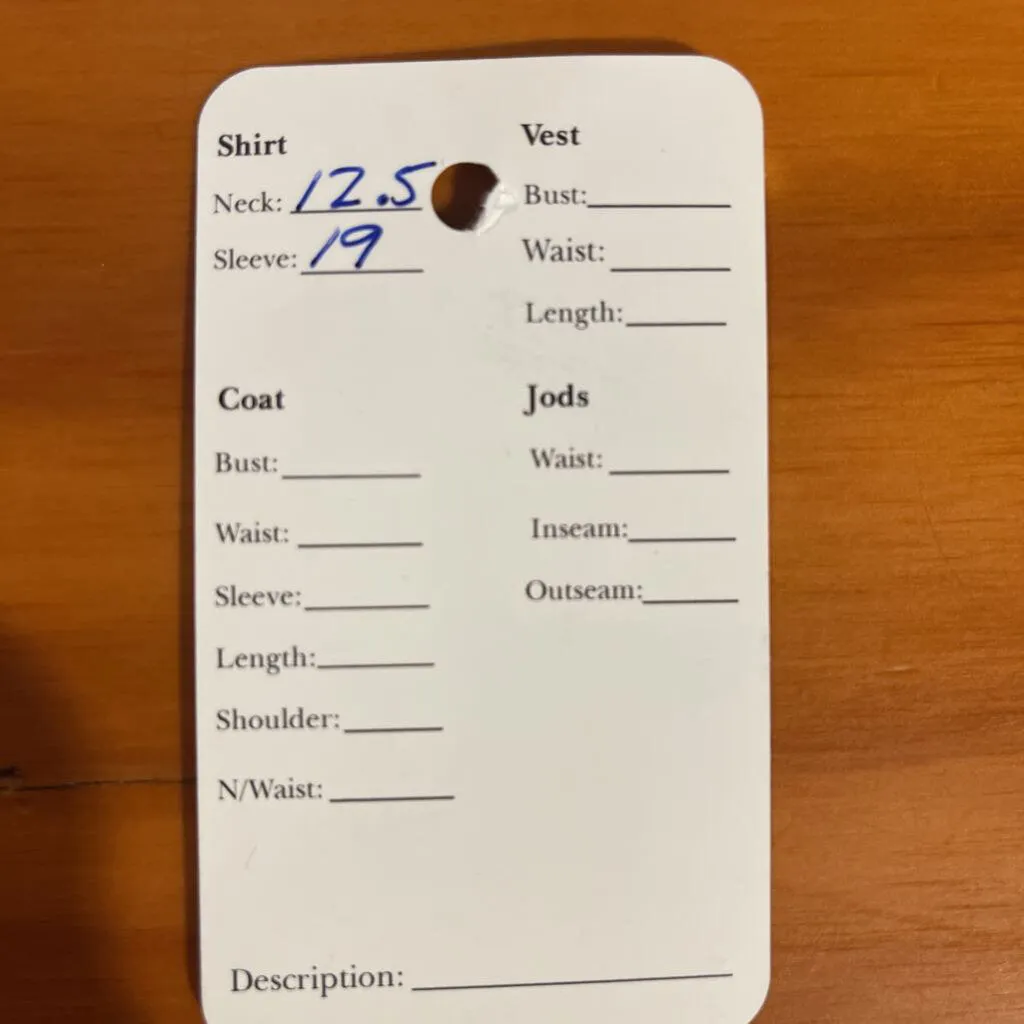 Shirt
Neck: 12.5
Sleeve: 19
Vest
Bust:
Waist:
Length:
Coat
Bust:
Waist:
Sleeve:
Length:
Shoulder:
N/Waist:
Jods
Waist:
Inseam:
Outseam:
Description: